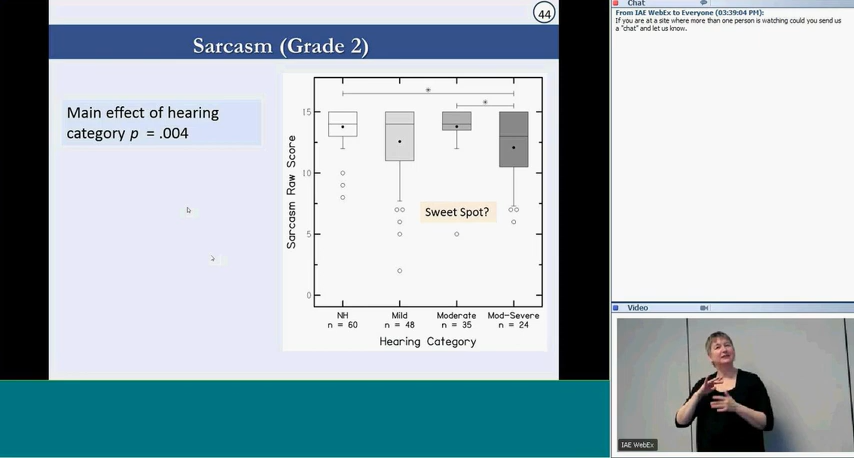 44
Sarcasm (Grade 2)
Main effect of hearing
category p = .004
*
*
15
10
5
0
Sarcasm Raw Score
Sweet Spot?
NH Mild Moderate Mod-Severe
n = 60 n = 48 n = 35 n = 24
Hearing Category
Chat
From IAE WebEx to Everyone (03:39:04 PM):
If you are at a site where more than one person is watching could you send us
a "chat" and let us know.
Video
IAE WebEx